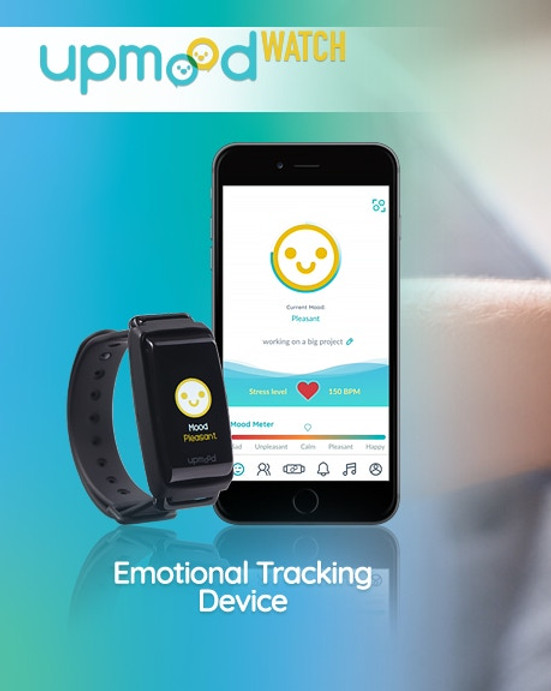 upmood WATCH
Current Mood:
Pleasant
working on a big project
Stress level 150 BPM
Mood Meter
Unpleasant Calm Pleasant Happy
Mood
Pleasant
upmood
Emotional Tracking
Device